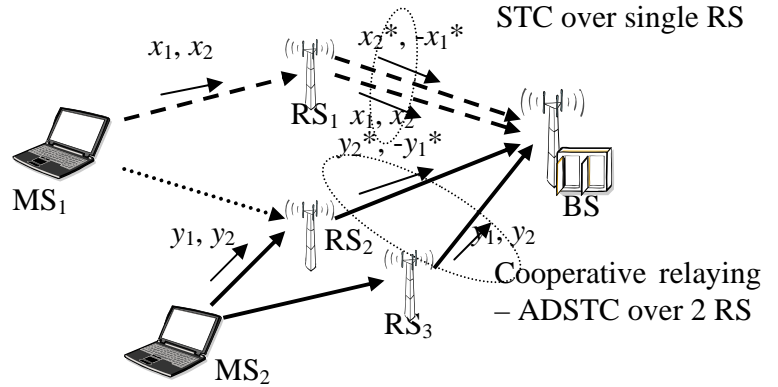 STC over single RS
x₂*, -x₁*
x₁, x₂
RS₁
x₁, x₂
y₂*, -y₁*
MS₁
BS
y₁, y₂
RS₂
y₁, y₂
Cooperative relaying
– ADSTC over 2 RS
RS₃
MS₂